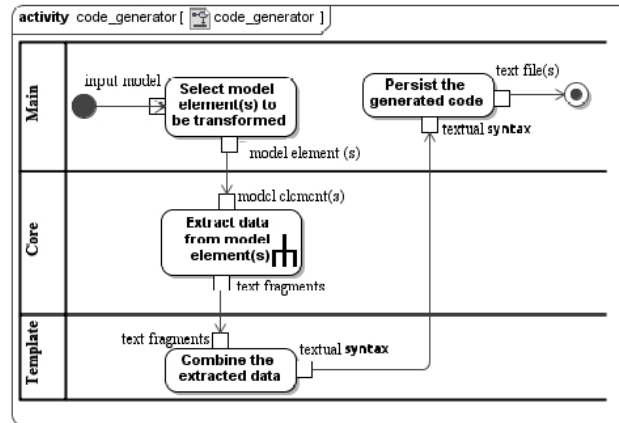 activity code_generator [ code_generator ]
Main
input model
Select model
element(s) to
be transformed
model element (s)
Persist the
generated code
text file(s)
textual syntax
Core
model element(s)
Extract data
from model
element(s)
text fragments
Template
text fragments
Combine the
extracted data
textual syntax